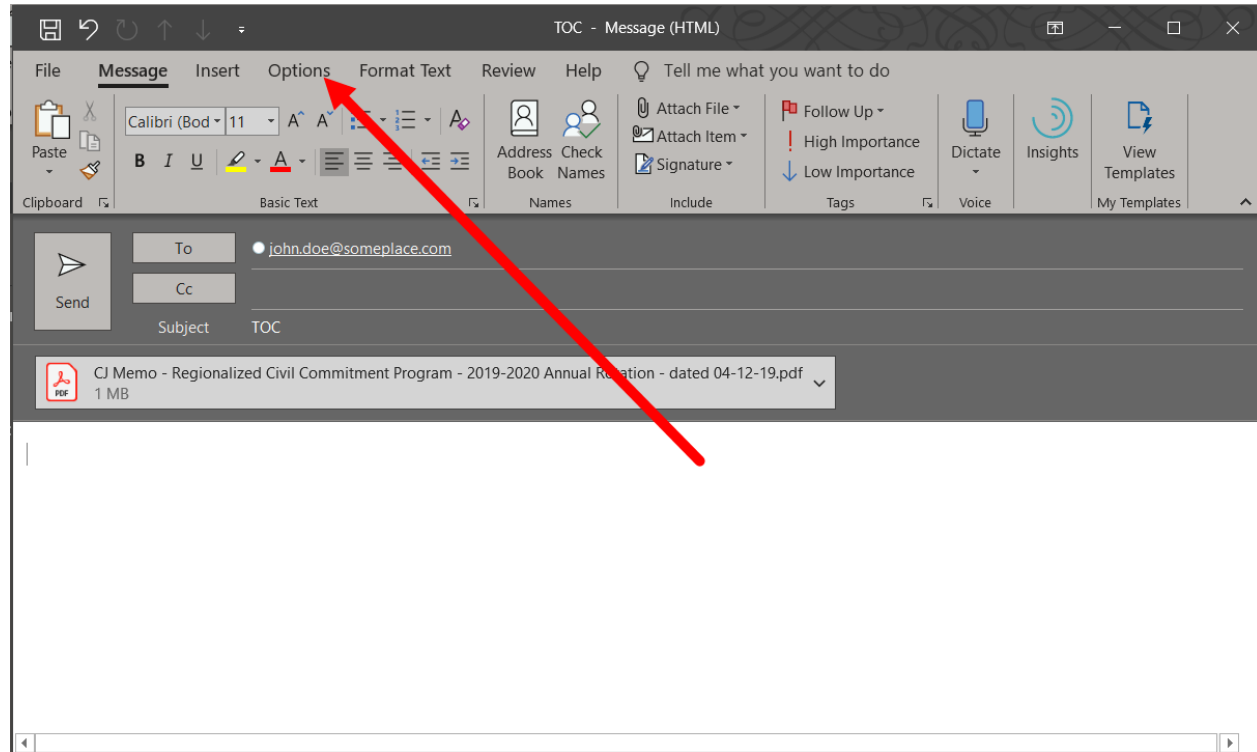 TOC - Message (HTML)
File Message Insert Options Format Text Review Help Tell me what you want to do
Paste
Clipboard
Calibri (Bod 11 A^ A˅
B I U A
Basic Text
Address Book
Check Names
Names
Attach File
Attach Item
Signature
Include
Follow Up
High Importance
Low Importance
Tags
Dictate
Voice
Insights
View Templates
My Templates
Send
To john.doe@someplace.com
Cc
Subject TOC
PDF
CJ Memo - Regionalized Civil Commitment Program - 2019-2020 Annual Rotation - dated 04-12-19.pdf
1 MB